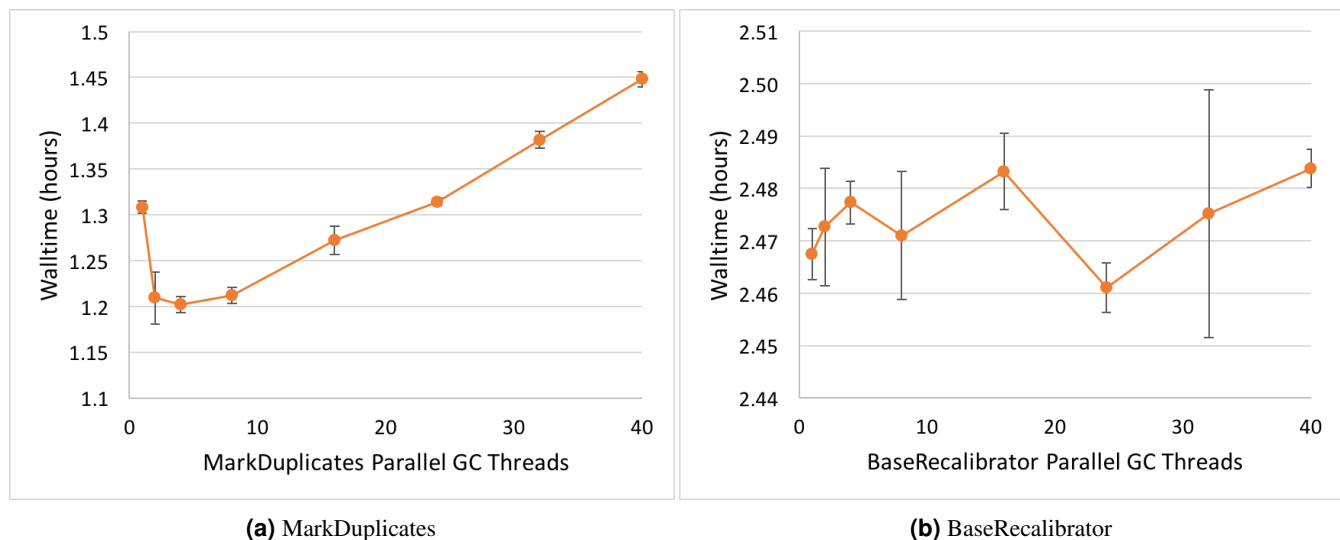 1.5
1.45
1.4
1.35
1.3
1.25
1.2
1.15
1.1
Walltime (hours)
0 10 20 30 40
MarkDuplicates Parallel GC Threads
(a) MarkDuplicates
2.51
2.50
2.49
2.48
2.47
2.46
2.45
2.44
Walltime (hours)
0 10 20 30 40
BaseRecalibrator Parallel GC Threads
(b) BaseRecalibrator